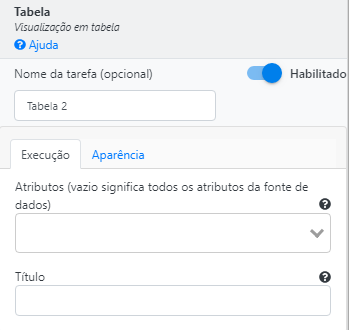 Tabela
Visualização em tabela
Ajuda
Nome da tarefa (opcional)
Habilitado
Tabela 2
Execução
Aparência
Atributos (vazio significa todos os atributos da fonte de
dados)
Título